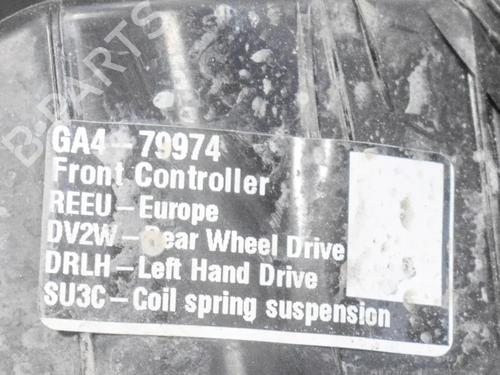 B-PARTS
GA4-79974
Front Controller
REEU-Europe
DV2W-Rear Wheel Drive
DRLH-Left Hand Drive
SU3C-Coil spring suspension